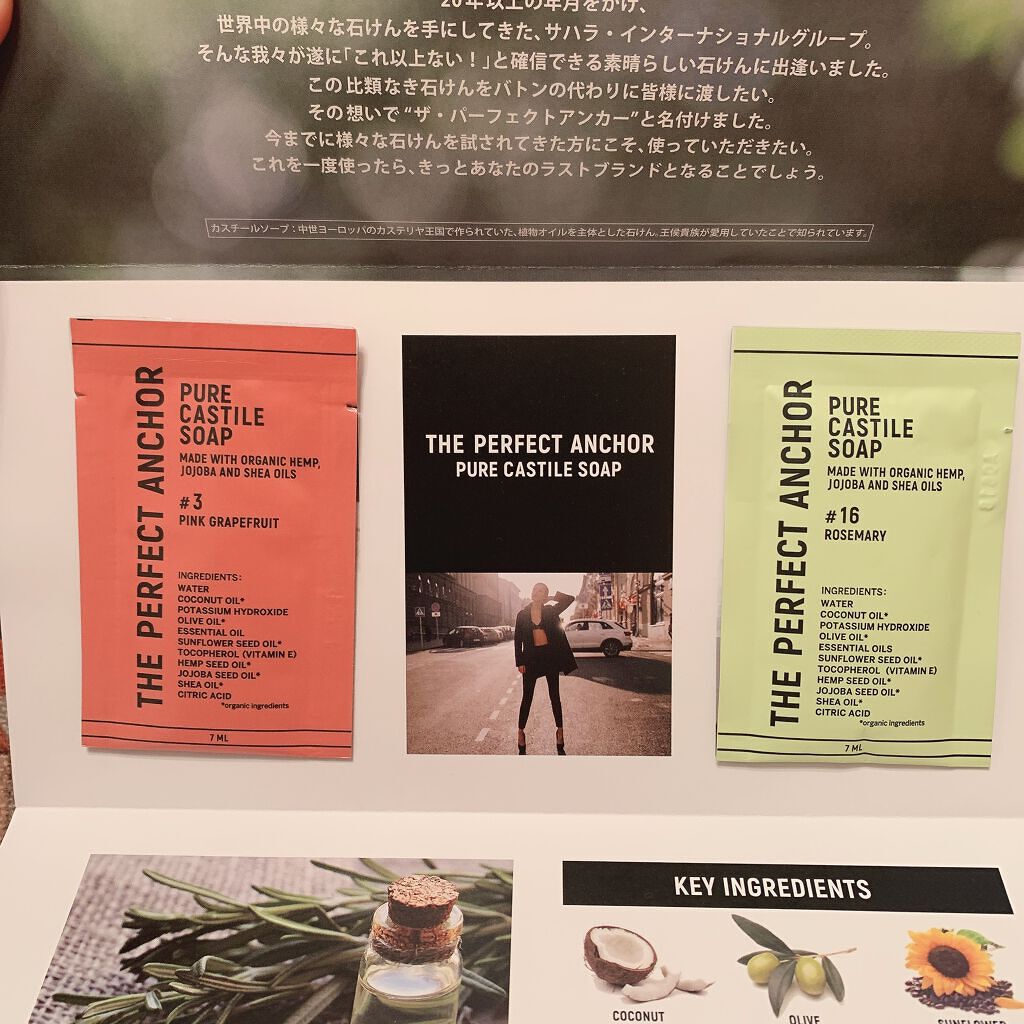 20年以上の年月をかけ、
世界中の様々な石けんを手にしてきた、サハラ・インターナショナルグループ。
そんな我々が遂に「これ以上ない！」と確信できる素晴らしい石けんに出逢いました。
この比類なき石けんをバトンの代わりに皆様に渡したい。
その想いで“ザ・パーフェクトアンカー”と名付けました。
今までに様々な石けんを試されてきた方にこそ、使っていただきたい。
これを一度使ったら、きっとあなたのラストブランドとなることでしょう。
カスチールソープ：中世ヨーロッパのカステリヤ王国で作られていた、植物オイルを主体とした石けん。王侯貴族が愛用していたことで知られています。
THE PERFECT ANCHOR
PURE
CASTILE
SOAP
MADE WITH ORGANIC HEMP,
JOJOBA AND SHEA OILS
#3
PINK GRAPEFRUIT
INGREDIENTS:
WATER
COCONUT OIL*
POTASSIUM HYDROXIDE
OLIVE OIL*
ESSENTIAL OIL
SUNFLOWER SEED OIL*
TOCOPHEROL (VITAMIN E)
HEMP SEED OIL*
JOJOBA SEED OIL*
SHEA OIL*
CITRIC ACID
*organic ingredients
7 ML
THE PERFECT ANCHOR
PURE CASTILE SOAP
THE PERFECT ANCHOR
PURE
CASTILE
SOAP
MADE WITH ORGANIC HEMP,
JOJOBA AND SHEA OILS
#16
ROSEMARY
INGREDIENTS:
WATER
COCONUT OIL*
POTASSIUM HYDROXIDE
OLIVE OIL*
ESSENTIAL OILS
SUNFLOWER SEED OIL*
TOCOPHEROL (VITAMIN E)
HEMP SEED OIL*
JOJOBA SEED OIL*
SHEA OIL*
CITRIC ACID
*organic ingredients
7 ML
KEY INGREDIENTS
COCONUT
OLIVE
SUNFLOWER